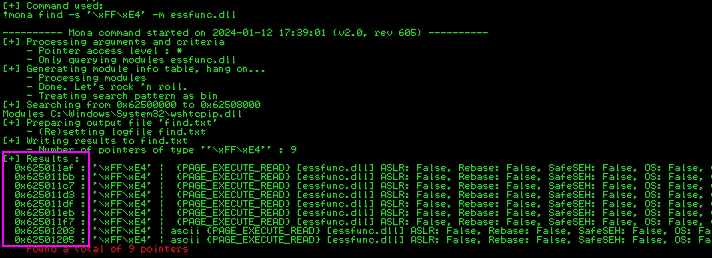 [+] Command used:
!mona find -s '\xFF\xE4' -m essfunc.dll
---------- Mona command started on 2024-01-12 17:39:01 (v2.0, rev 605) ----------
[+] Processing arguments and criteria
- Pointer access level : #
- Only querying modules essfunc.dll
[+] Generating module info table, hang on...
- Processing modules
- Done. Let's rock 'n roll.
- Treating search pattern as bin
[+] Searching from 0x62500000 to 0x62508000
Modules C:\Windows\System32\wshtcpip.dll
[+] Preparing output file 'find.txt'
- (Re)setting logfile find.txt
[+] Writing results to find.txt
- Number of pointers of type ''\xFF\xE4'' : 9
[+] Results :
0x625011af : '\xFF\xE4' | {PAGE_EXECUTE_READ} [essfunc.dll] ASLR: False, Rebase: False, SafeSEH: False, OS: False,
0x625011bb : '\xFF\xE4' | {PAGE_EXECUTE_READ} [essfunc.dll] ASLR: False, Rebase: False, SafeSEH: False, OS: False,
0x625011c7 : '\xFF\xE4' | {PAGE_EXECUTE_READ} [essfunc.dll] ASLR: False, Rebase: False, SafeSEH: False, OS: False,
0x625011d3 : '\xFF\xE4' | {PAGE_EXECUTE_READ} [essfunc.dll] ASLR: False, Rebase: False, SafeSEH: False, OS: False,
0x625011df : '\xFF\xE4' | {PAGE_EXECUTE_READ} [essfunc.dll] ASLR: False, Rebase: False, SafeSEH: False, OS: False,
0x625011eb : '\xFF\xE4' | {PAGE_EXECUTE_READ} [essfunc.dll] ASLR: False, Rebase: False, SafeSEH: False, OS: False,
0x625011f7 : '\xFF\xE4' | {PAGE_EXECUTE_READ} [essfunc.dll] ASLR: False, Rebase: False, SafeSEH: False, OS: False,
0x62501203 : '\xFF\xE4' | ascii {PAGE_EXECUTE_READ} [essfunc.dll] ASLR: False, Rebase: False, SafeSEH: False, OS:
0x62501205 : '\xFF\xE4' | ascii {PAGE_EXECUTE_READ} [essfunc.dll] ASLR: False, Rebase: False, SafeSEH: False, OS:
Found a total of 9 pointers